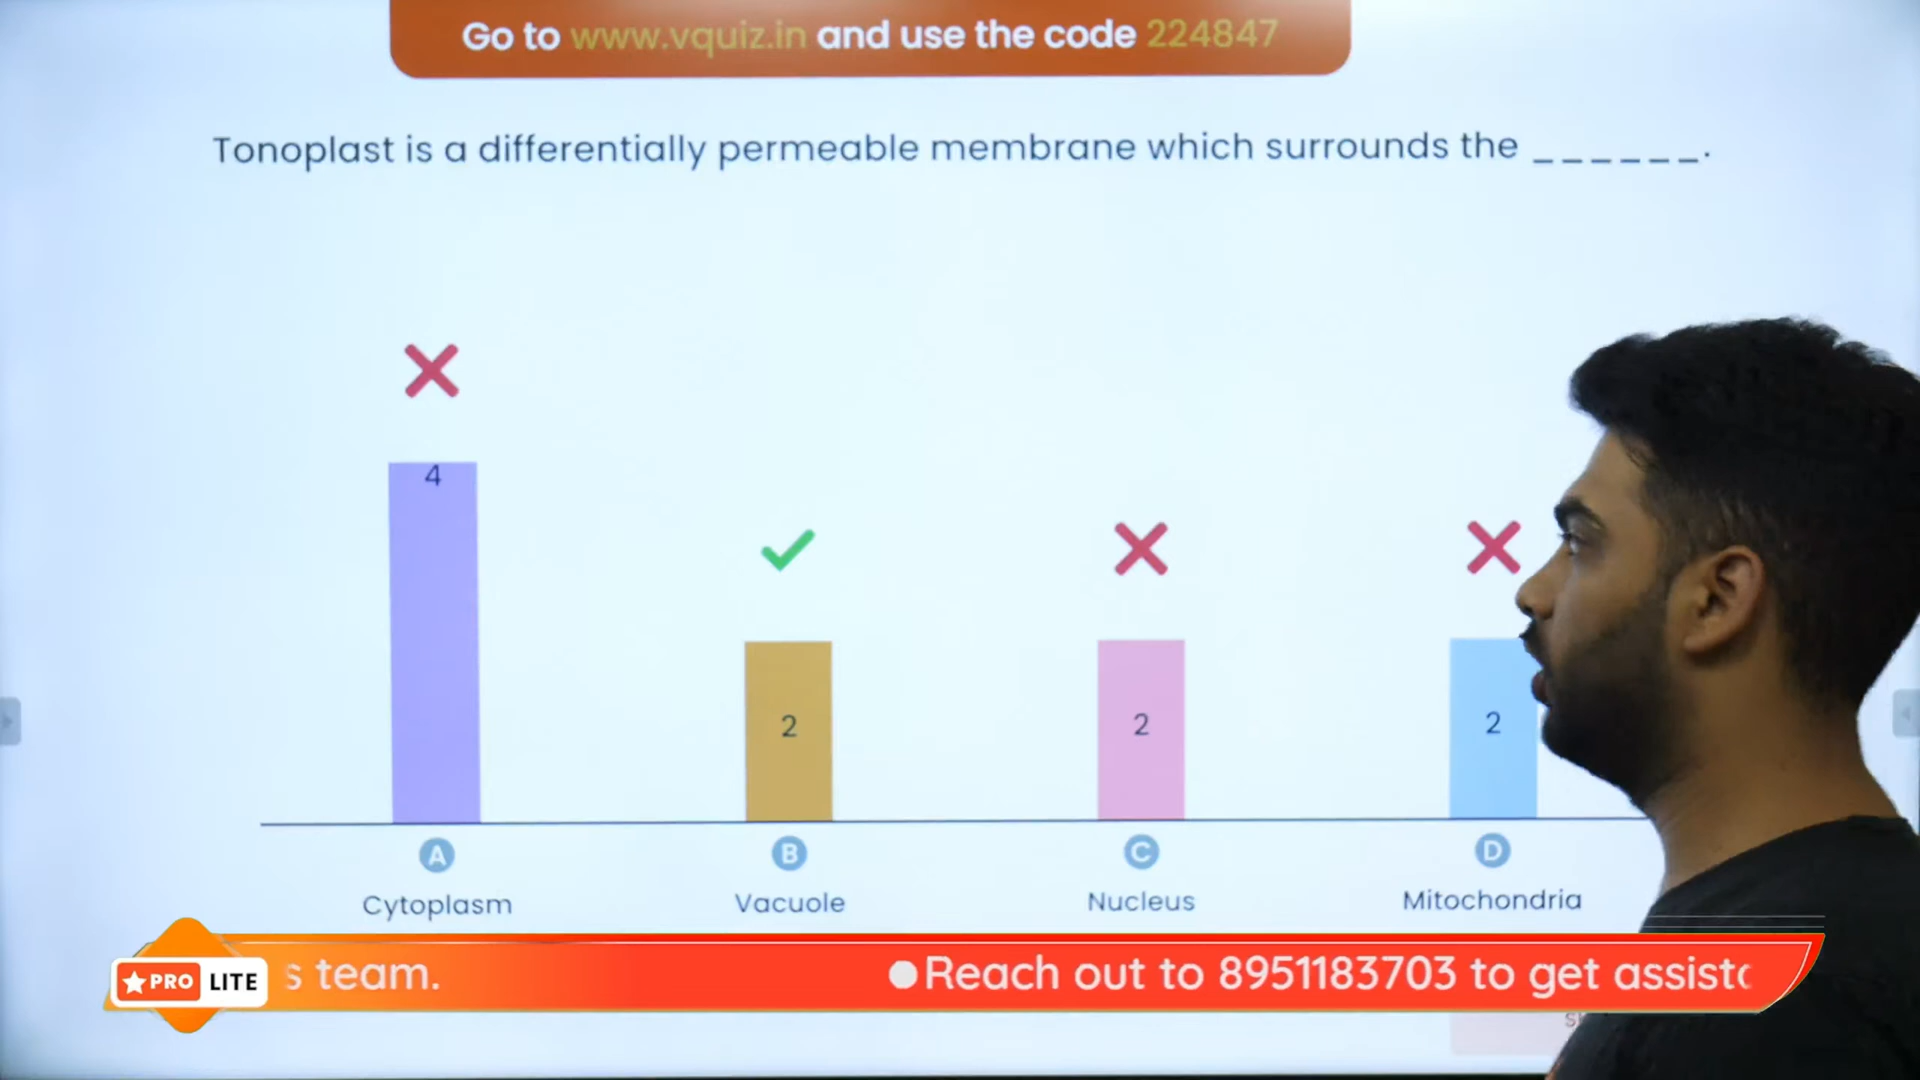 Go to www.vquiz.in and use the code 224847
Tonoplast is a differentially permeable membrane which surrounds the ______.
4
2
2
2
A
B
C
D
Cytoplasm
Vacuole
Nucleus
Mitochondria
PRO LITE
s team.
Reach out to 8951183703 to get assist